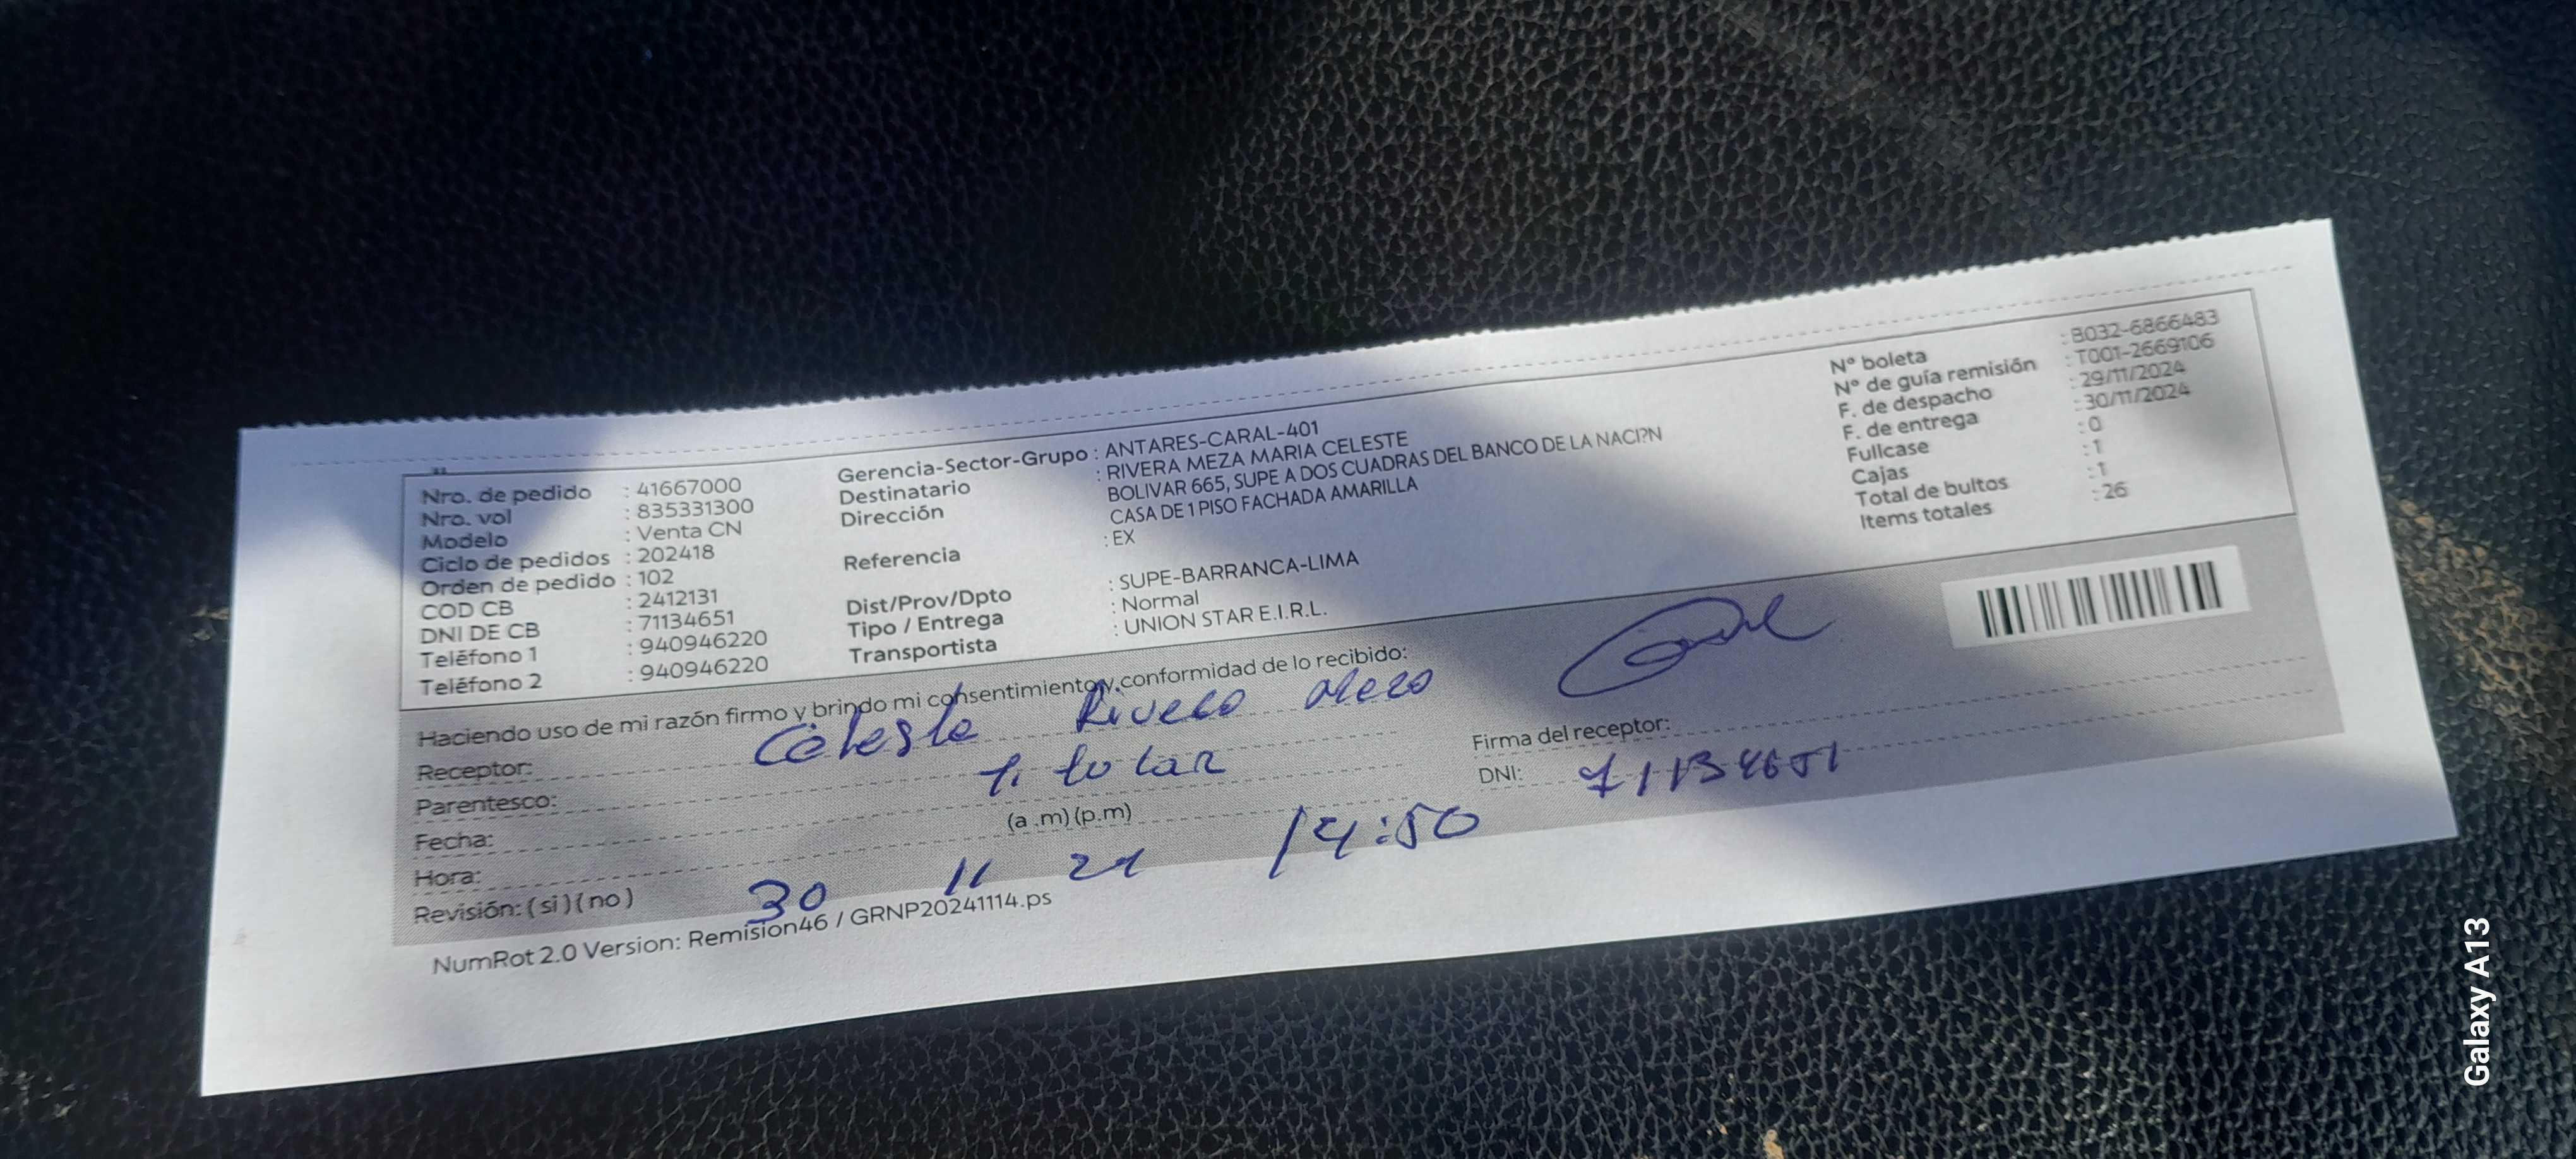 Nro. de pedido : 41667000
Nro. vol : 835331300
Modelo : Venta CN
Ciclo de pedidos : 202418
Orden de pedido : 102
COD CB : 2412131
DNI DE CB : 71134651
Teléfono 1 : 940946220
Teléfono 2 : 940946220
Gerencia-Sector-Grupo : ANTARES-CARAL-401
Destinatario : RIVERA MEZA MARIA CELESTE
Dirección BOLIVAR 665, SUPE A DOS CUADRAS DEL BANCO DE LA NACI?N
CASA DE 1 PISO FACHADA AMARILLA
Referencia : EX
Dist/Prov/Dpto : SUPE-BARRANCA-LIMA
Tipo / Entrega : Normal
Transportista : UNION STAR E.I.R.L.
N° boleta : B032-6866483
N° de guía remisión : T001-2669106
F. de despacho : 29/11/2024
F. de entrega : 30/11/2024
Fullcase : 0
Cajas : 1
Total de bultos : 1
Items totales : 26
Haciendo uso de mi razón firmo y brindo mi consentimiento y conformidad de lo recibido:
Receptor: Celeste Rivera Meza
Parentesco: Titular
Fecha:
Hora: (a .m) (p.m)
Revisión: ( si ) ( no )
30 11 24 14:50
Firma del receptor:
DNI: 71134651
NumRot 2.0 Version: Remision46 / GRNP20241114.ps
Galaxy A13